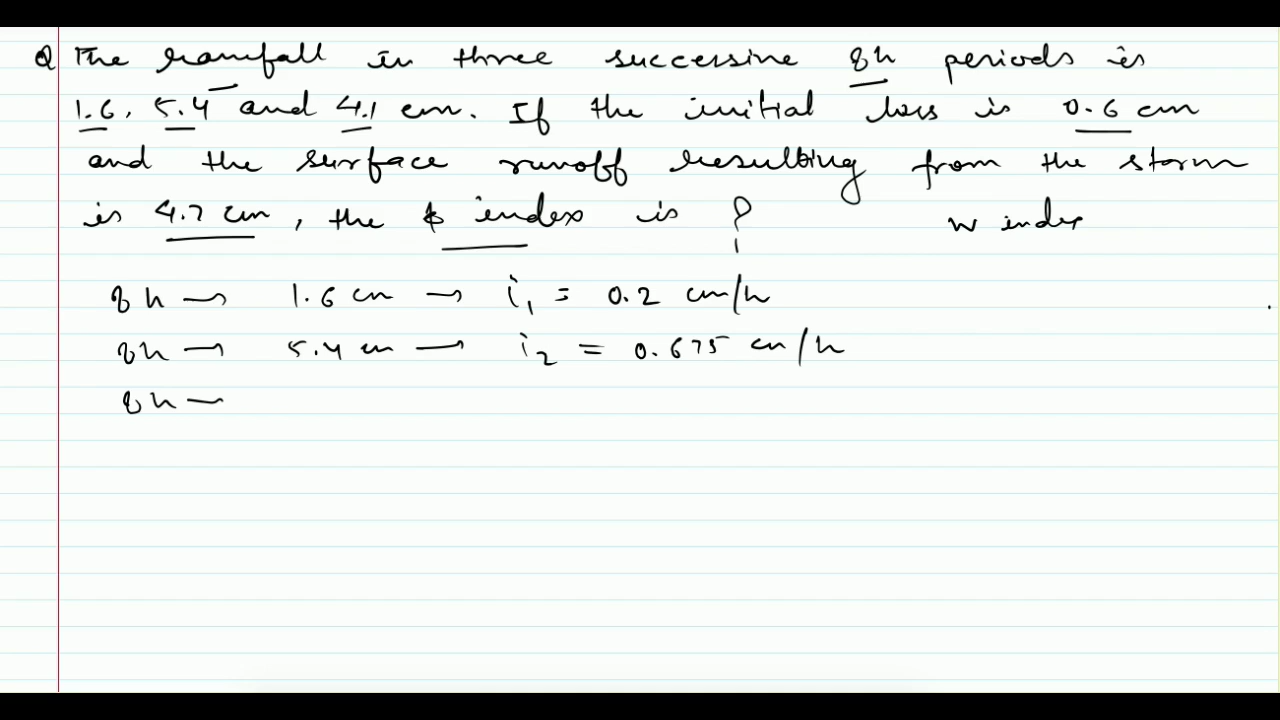 Q The rainfall in three successive 8h periods is
1.6, 5.4 and 4.1 cm. If the initial loss is 0.6 cm
and the surface runoff resulting from the storm
is 4.7 cm, the ϕ index is ?
W index
8h → 1.6 cm → i₁ = 0.2 cm/h
8h → 5.4 cm → i₂ = 0.675 cm/h
8h →